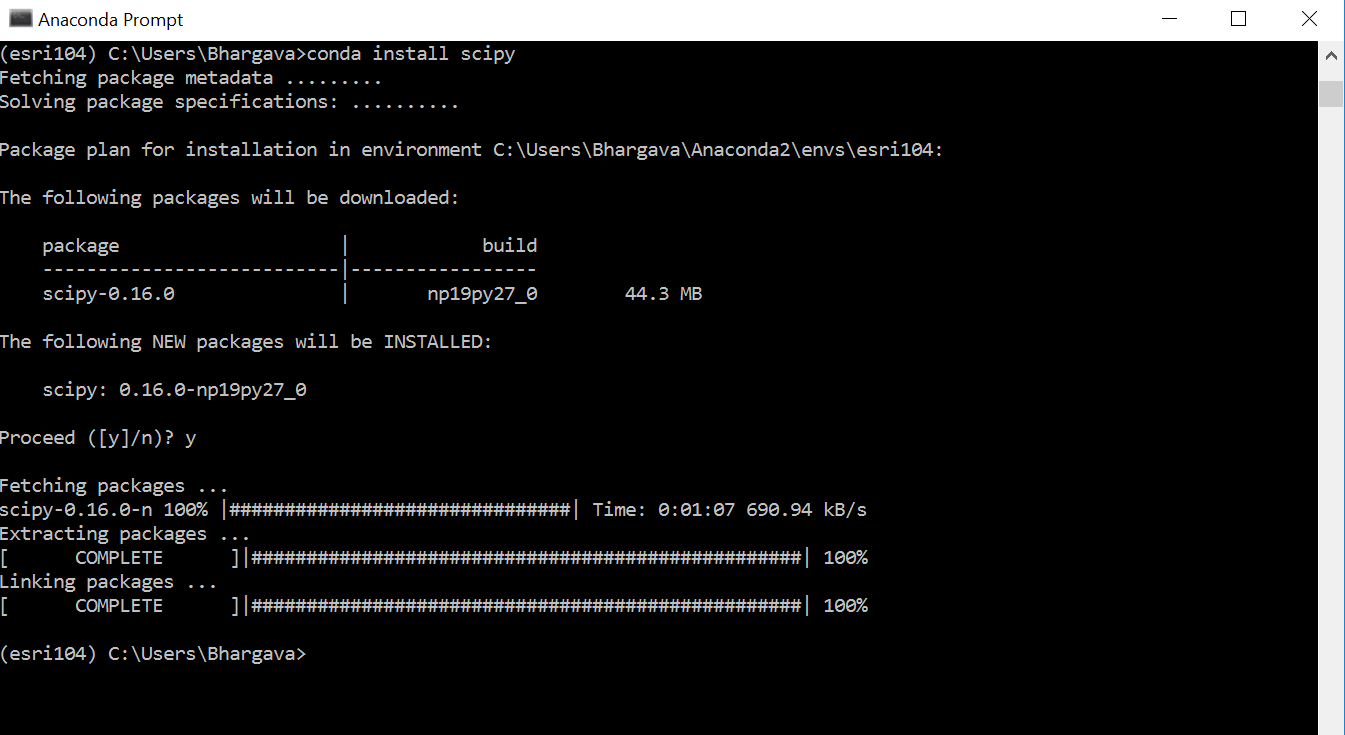 Anaconda Prompt
(esri104) C:\Users\Bhargava>conda install scipy
Fetching package metadata .........
Solving package specifications: ..........
Package plan for installation in environment C:\Users\Bhargava\Anaconda2\envs\esri104:
The following packages will be downloaded:
    package                    |            build
    ---------------------------|-----------------
    scipy-0.16.0               |       np19py27_0        44.3 MB
The following NEW packages will be INSTALLED:
    scipy: 0.16.0-np19py27_0
Proceed ([y]/n)? y
Fetching packages ...
scipy-0.16.0-n 100% |###############################| Time: 0:01:07 690.94 kB/s
Extracting packages ...
[      COMPLETE      ]|##################################################| 100%
Linking packages ...
[      COMPLETE      ]|##################################################| 100%
(esri104) C:\Users\Bhargava>